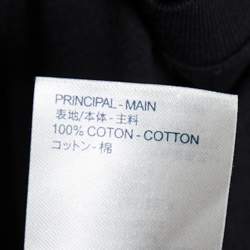 PRINCIPAL - MAIN
表地/本体 - 主料
100% COTON - COTTON
コットン - 棉